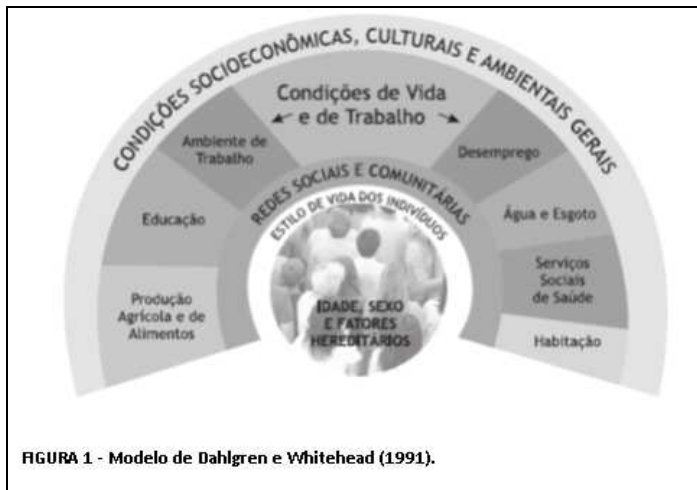 CONDIÇÕES SOCIOECONÔMICAS, CULTURAIS E AMBIENTAIS GERAIS
Condições de Vida
e de Trabalho
Ambiente de
Trabalho
Desemprego
REDES SOCIAIS E COMUNITÁRIAS
ESTILO DE VIDA DOS INDIVÍDUOS
Educação
Água e Esgoto
Produção
Agrícola e de
Alimentos
Serviços
Sociais
de Saúde
IDADE, SEXO
E FATORES
HEREDITÁRIOS
Habitação
FIGURA 1 - Modelo de Dahlgren e Whitehead (1991).